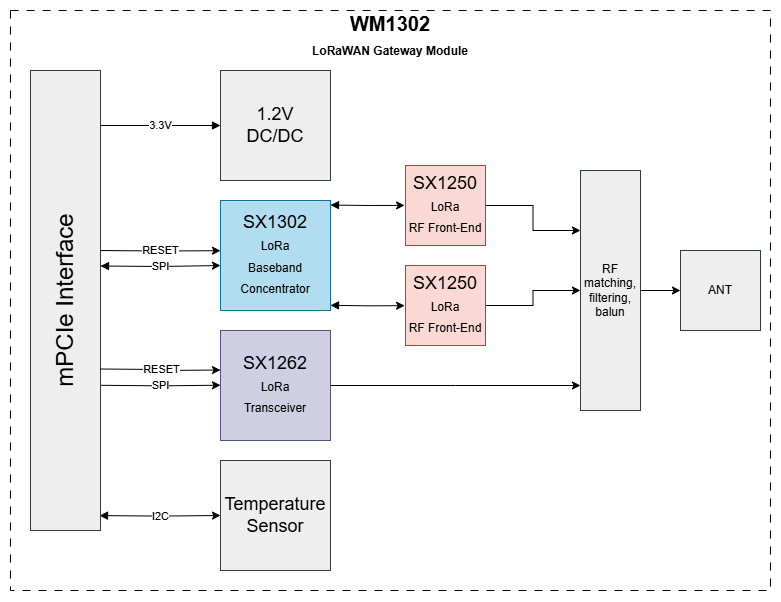 WM1302
LoRaWAN Gateway Module
mPCIe Interface
3.3V
1.2V
DC/DC
RESET
SPI
SX1302
LoRa
Baseband
Concentrator
SX1250
LoRa
RF Front-End
SX1250
LoRa
RF Front-End
RF
matching,
filtering,
balun
ANT
RESET
SPI
SX1262
LoRa
Transceiver
I2C
Temperature
Sensor